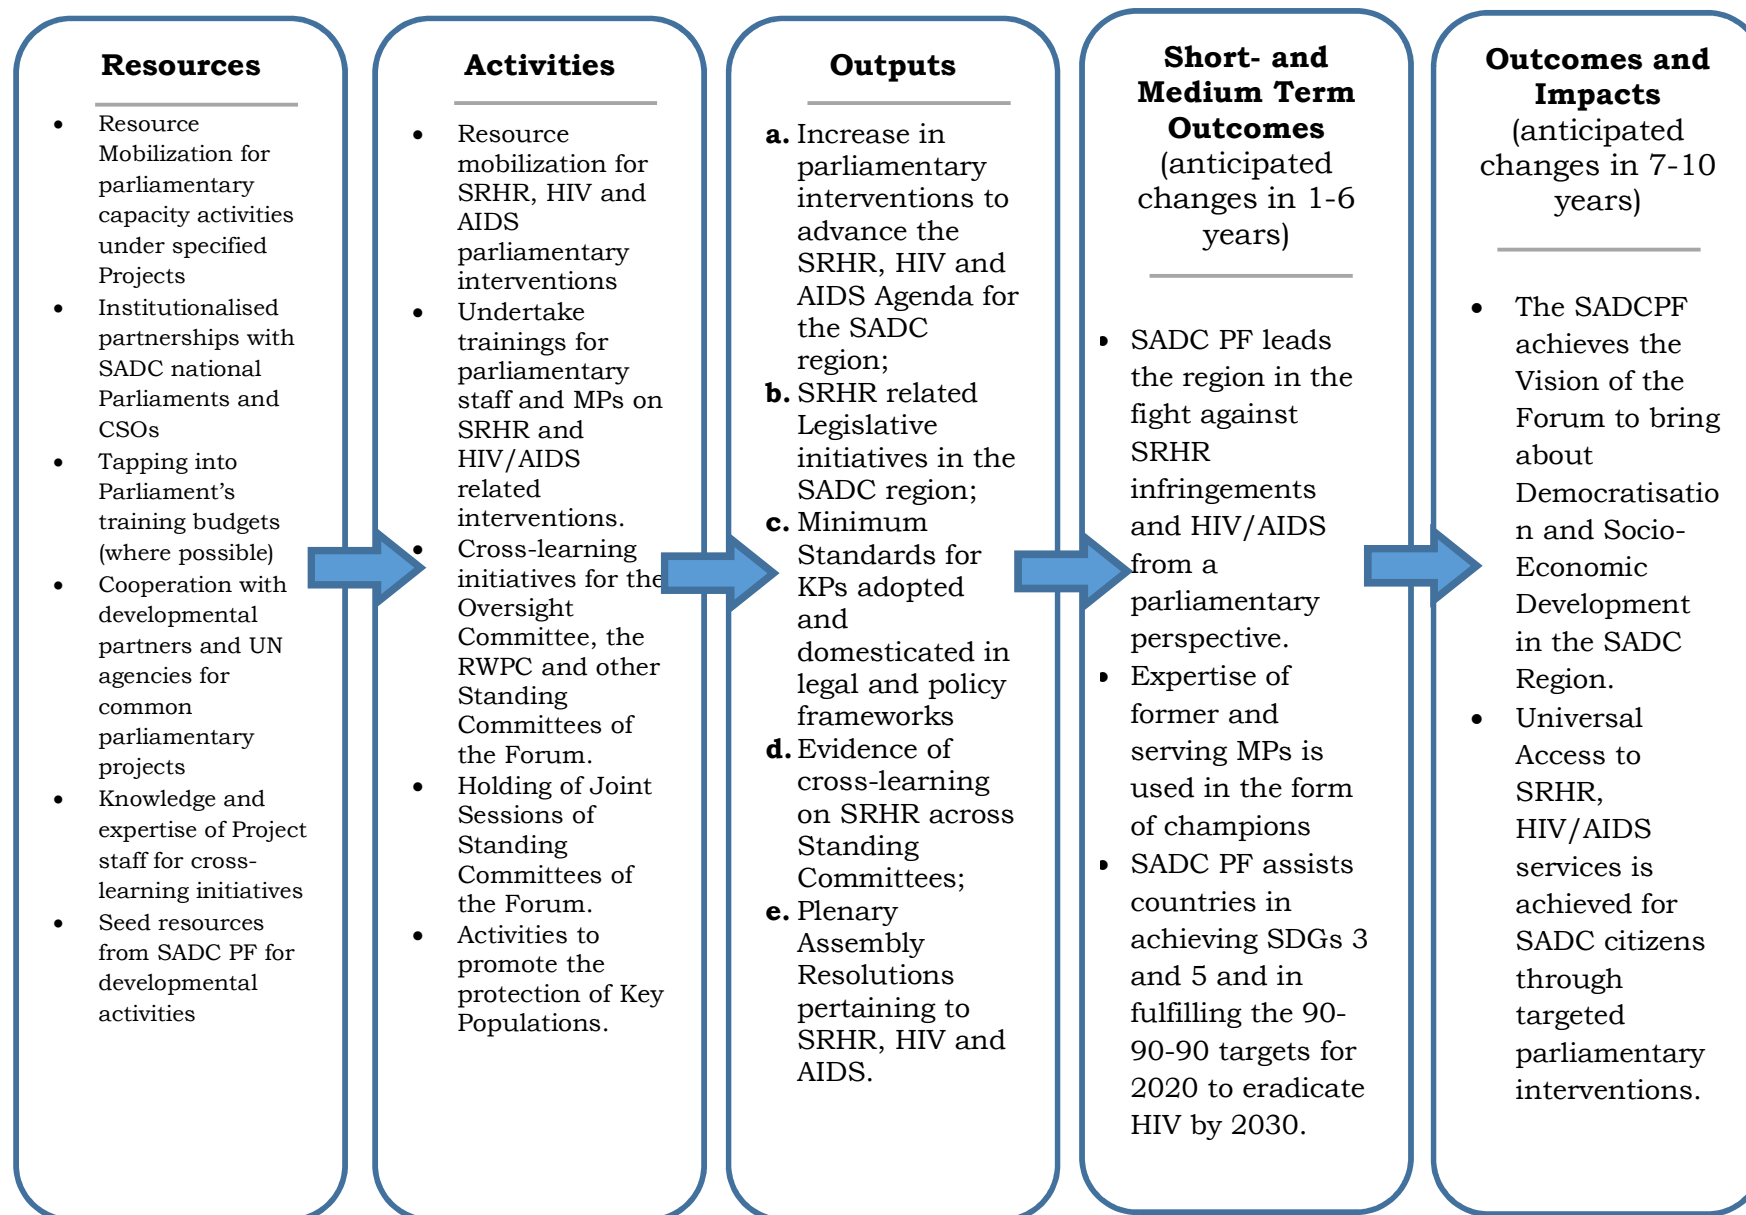 Resources
Resource
Mobilization for
parliamentary
capacity activities
under specified
Projects
Institutionalised
partnerships with
SADC national
Parliaments and
CSOs
Tapping into
Parliament’s
training budgets
(where possible)
Cooperation with
developmental
partners and UN
agencies for
common
parliamentary
projects
Knowledge and
expertise of Project
staff for cross-
learning initiatives
Seed resources
from SADC PF for
developmental
activities
Activities
Resource
mobilization for
SRHR, HIV and
AIDS
parliamentary
interventions
Undertake
trainings for
parliamentary
staff and MPs on
SRHR and
HIV/AIDS
related
interventions.
Cross-learning
initiatives for the
Oversight
Committee, the
RWPC and other
Standing
Committees of
the Forum.
Holding of Joint
Sessions of
Standing
Committees of
the Forum.
Activities to
promote the
protection of Key
Populations.
Outputs
a. Increase in
parliamentary
interventions to
advance the
SRHR, HIV and
AIDS Agenda for
the SADC
region;
b. SRHR related
Legislative
initiatives in the
SADC region;
c. Minimum
Standards for
KPs adopted
and
domesticated in
legal and policy
frameworks
d. Evidence of
cross-learning
on SRHR across
Standing
Committees;
e. Plenary
Assembly
Resolutions
pertaining to
SRHR, HIV and
AIDS.
Short- and
Medium Term
Outcomes
(anticipated
changes in 1-6
years)
SADC PF leads
the region in the
fight against
SRHR
infringements
and HIV/AIDS
from a
parliamentary
perspective.
Expertise of
former and
serving MPs is
used in the form
of champions
SADC PF assists
countries in
achieving SDGs 3
and 5 and in
fulfilling the 90-
90-90 targets for
2020 to eradicate
HIV by 2030.
Outcomes and
Impacts
(anticipated
changes in 7-10
years)
The SADCPF
achieves the
Vision of the
Forum to bring
about
Democratisatio
n and Socio-
Economic
Development
in the SADC
Region.
Universal
Access to
SRHR,
HIV/AIDS
services is
achieved for
SADC citizens
through
targeted
parliamentary
interventions.